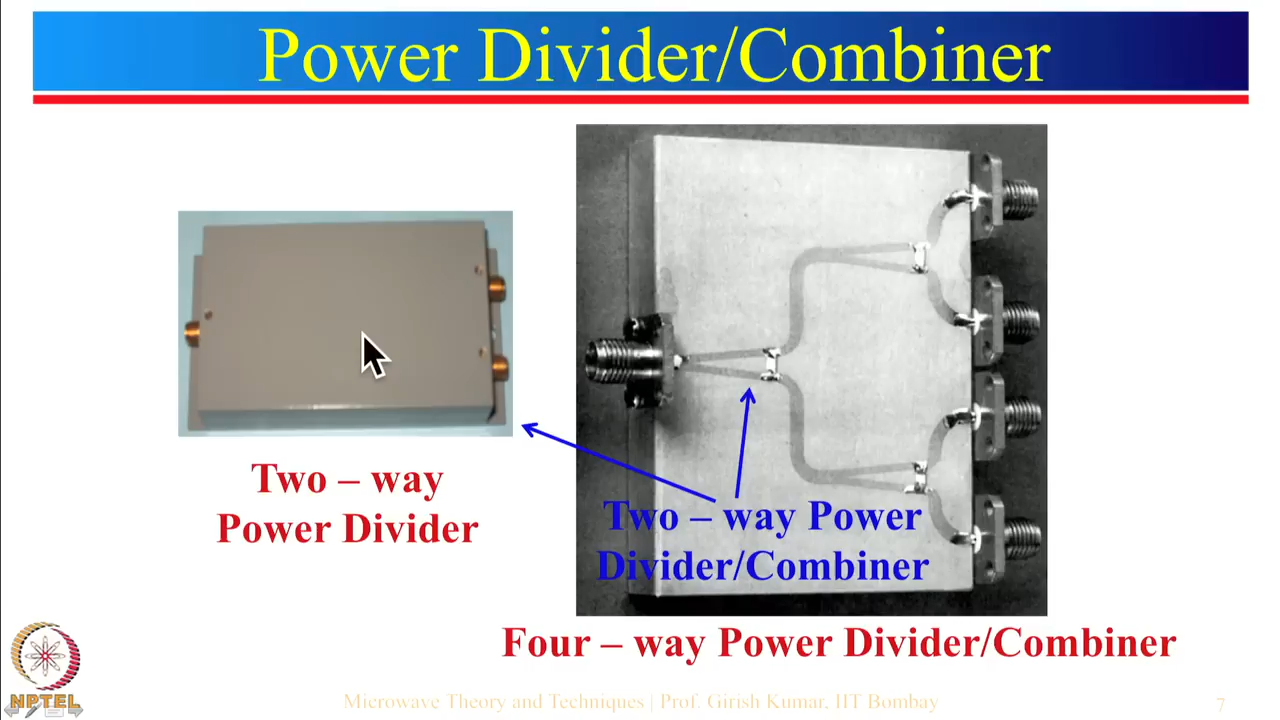 Power Divider/Combiner
Two – way
Power Divider
Two – way Power
Divider/Combiner
Four – way Power Divider/Combiner
NPTEL
Microwave Theory and Techniques | Prof. Girish Kumar, IIT Bombay
7